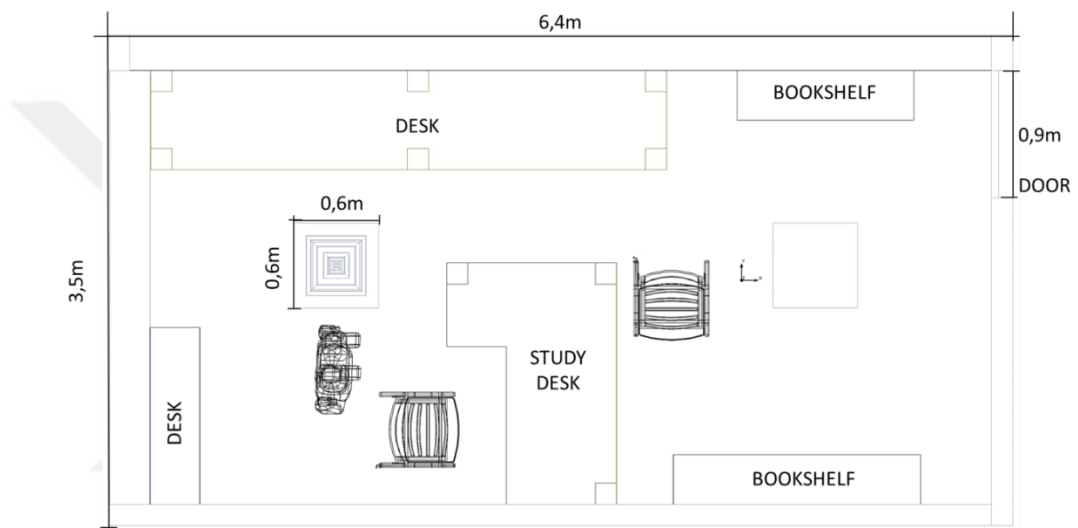 6,4m
BOOKSHELF
DESK
0,9m
DOOR
0,6m
0,6m
3,5m
STUDY
DESK
DESK
BOOKSHELF